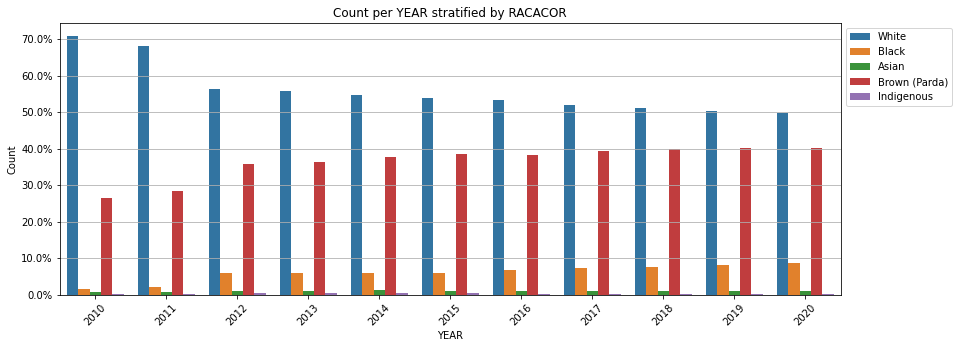 Count per YEAR stratified by RACACOR
70.0%
60.0%
50.0%
40.0%
30.0%
20.0%
10.0%
0.0%
Count
2010
2011
2012
2013
2014
2015
2016
2017
2018
2019
2020
YEAR
White
Black
Asian
Brown (Parda)
Indigenous